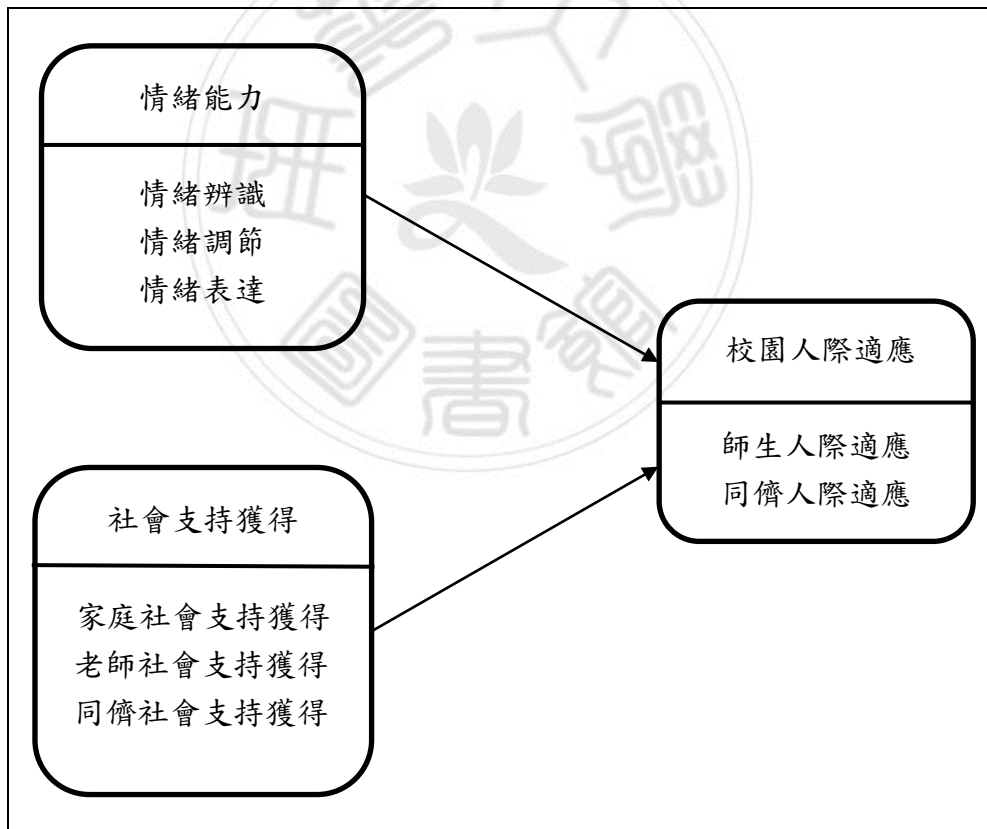 情緒能力
情緒辨識
情緒調節
情緒表達
校園人際適應
師生人際適應
同儕人際適應
社會支持獲得
家庭社會支持獲得
老師社會支持獲得
同儕社會支持獲得